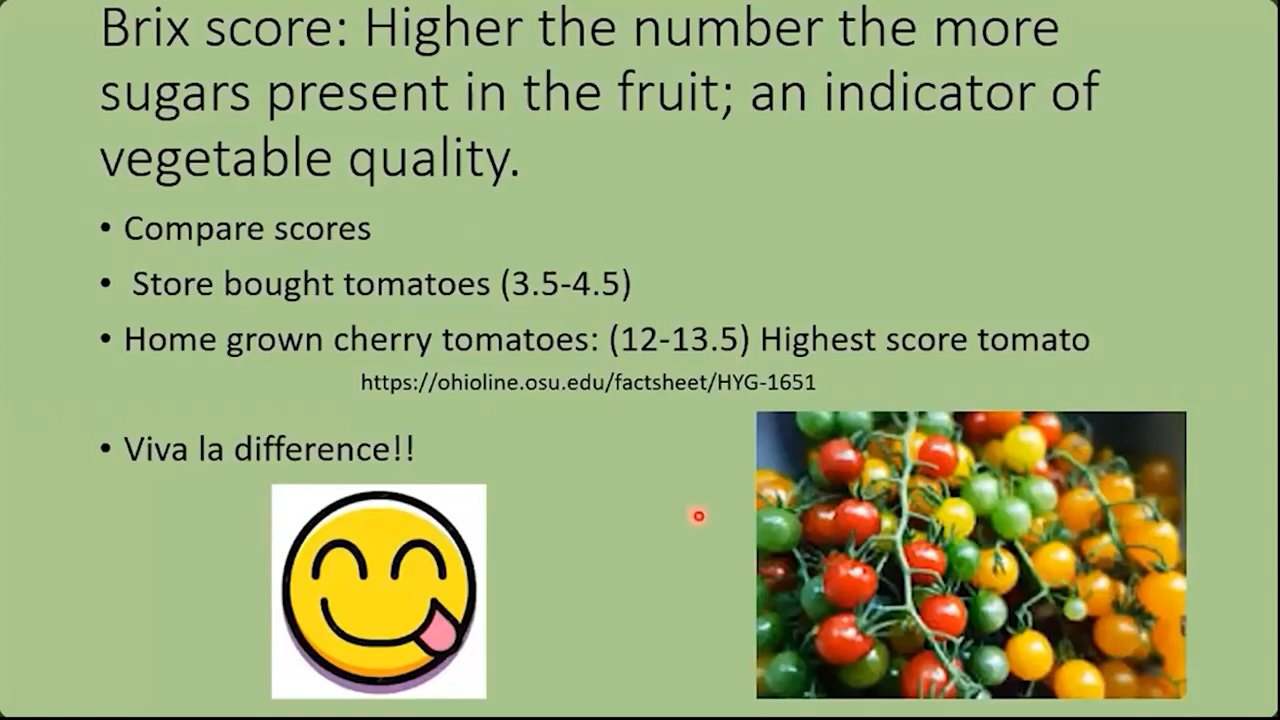 Brix score: Higher the number the more
sugars present in the fruit; an indicator of
vegetable quality.
• Compare scores
• Store bought tomatoes (3.5-4.5)
• Home grown cherry tomatoes: (12-13.5) Highest score tomato
https://ohioline.osu.edu/factsheet/HYG-1651
• Viva la difference!!